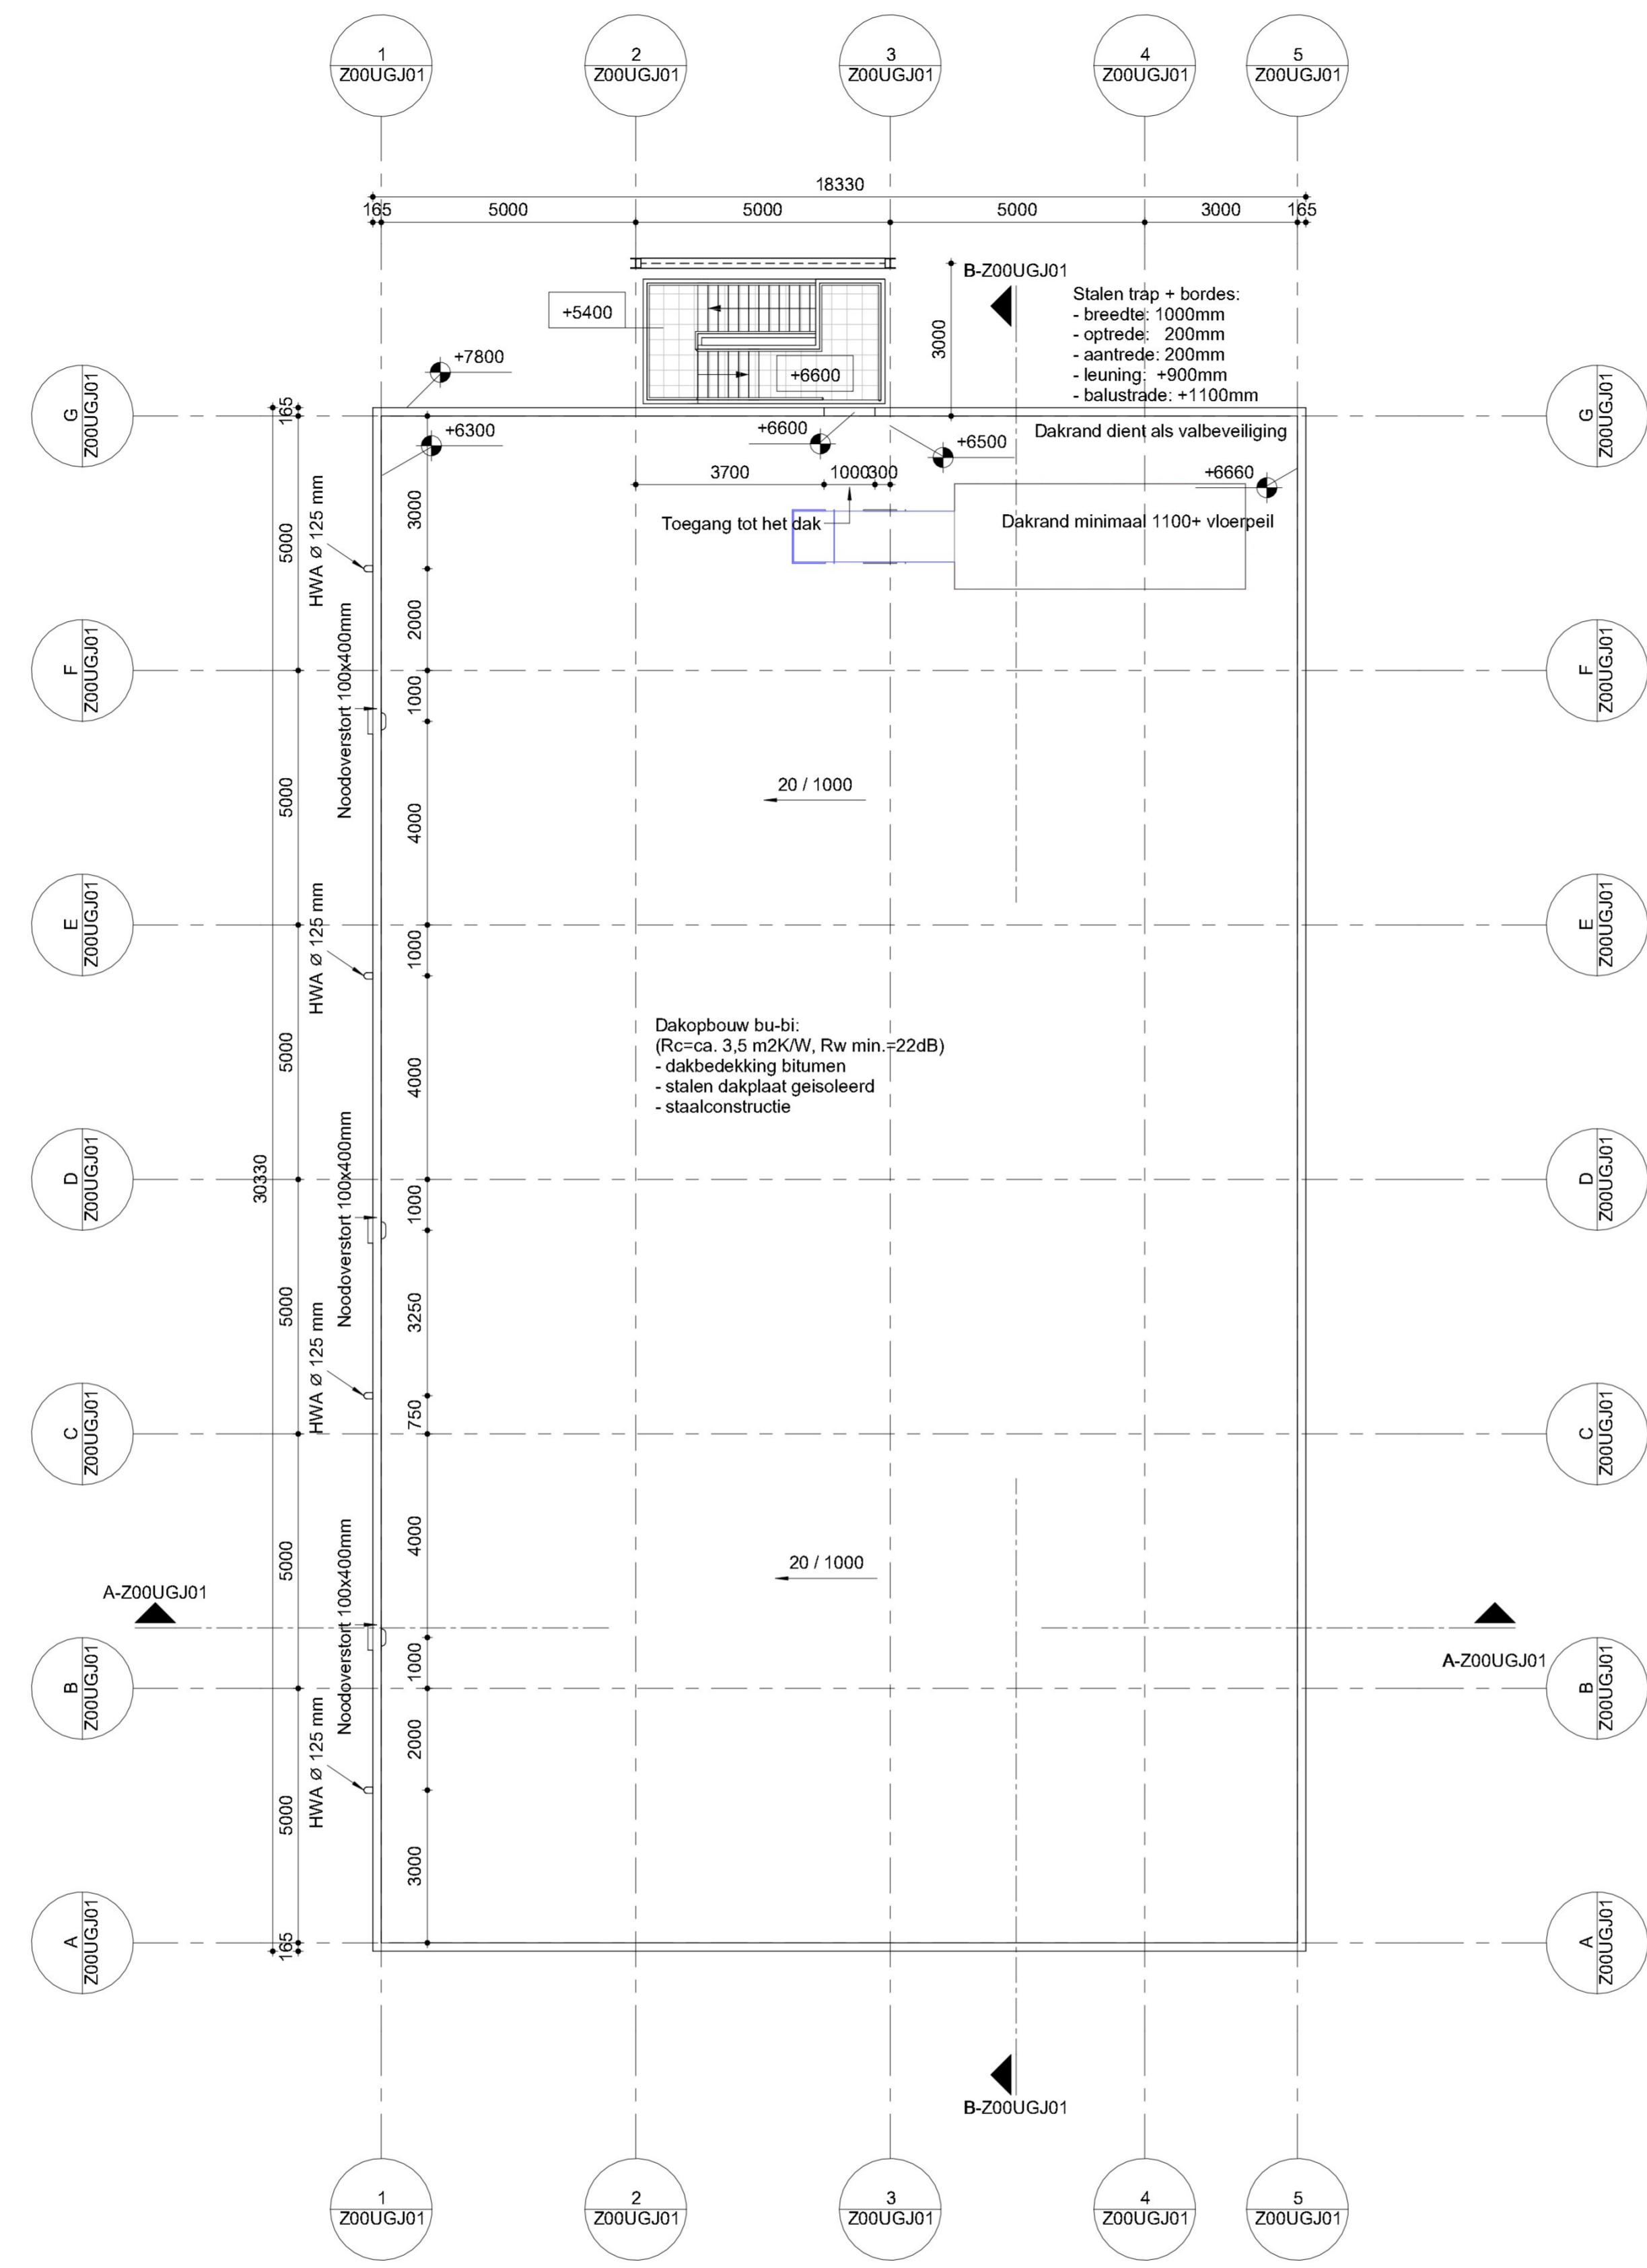 1
Z00UGJ01
2
Z00UGJ01
3
Z00UGJ01
4
Z00UGJ01
5
Z00UGJ01
18330
165
5000
5000
5000
3000
165
B-Z00UGJ01
Stalen trap + bordes:
- breedte: 1000mm
- optrede: 200mm
- aantrede: 200mm
- leuning: +900mm
- balustrade: +1100mm
+5400
3000
+7800
+6600
G
Z00UGJ01
165
+6300
+6600
+6500
Dakrand dient als valbeveiliging
G
Z00UGJ01
3700
1000
300
+6660
Toegang tot het dak
Dakrand minimaal 1100+ vloerpeil
5000
HWA ø 125 mm
3000
2000
F
Z00UGJ01
F
Z00UGJ01
Noodoverstort 100x400mm
1000
5000
4000
20 / 1000
E
Z00UGJ01
E
Z00UGJ01
HWA ø 125 mm
1000
5000
4000
Dakopbouw bu-bi:
(Rc=ca. 3,5 m2K/W, Rw min.=22dB)
- dakbedekking bitumen
- stalen dakplaat geisoleerd
- staalconstructie
D
Z00UGJ01
30330
D
Z00UGJ01
Noodoverstort 100x400mm
1000
5000
3250
HWA ø 125 mm
750
C
Z00UGJ01
C
Z00UGJ01
5000
4000
Noodoverstort 100x400mm
20 / 1000
A-Z00UGJ01
A-Z00UGJ01
1000
B
Z00UGJ01
B
Z00UGJ01
HWA ø 125 mm
2000
5000
3000
A
Z00UGJ01
165
A
Z00UGJ01
B-Z00UGJ01
1
Z00UGJ01
2
Z00UGJ01
3
Z00UGJ01
4
Z00UGJ01
5
Z00UGJ01